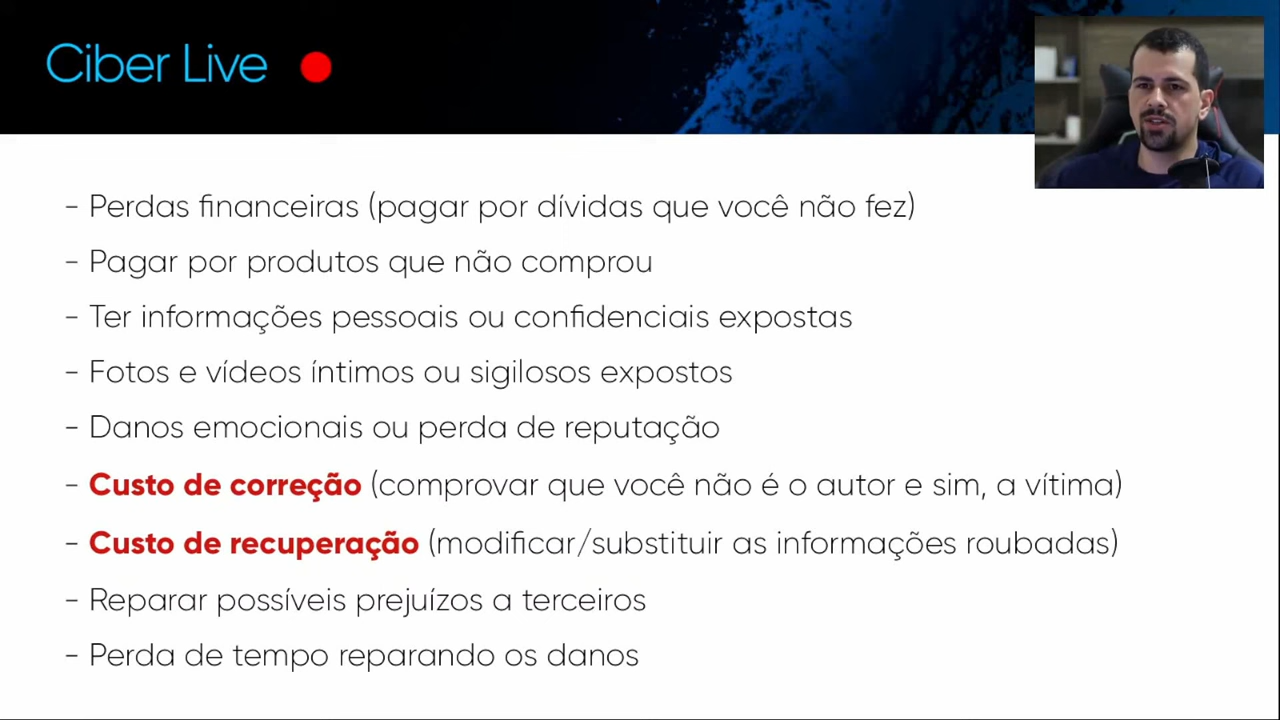 Ciber Live
- Perdas financeiras (pagar por dívidas que você não fez)
- Pagar por produtos que não comprou
- Ter informações pessoais ou confidenciais expostas
- Fotos e vídeos íntimos ou sigilosos expostos
- Danos emocionais ou perda de reputação
- Custo de correção (comprovar que você não é o autor e sim, a vítima)
- Custo de recuperação (modificar/substituir as informações roubadas)
- Reparar possíveis prejuízos a terceiros
- Perda de tempo reparando os danos